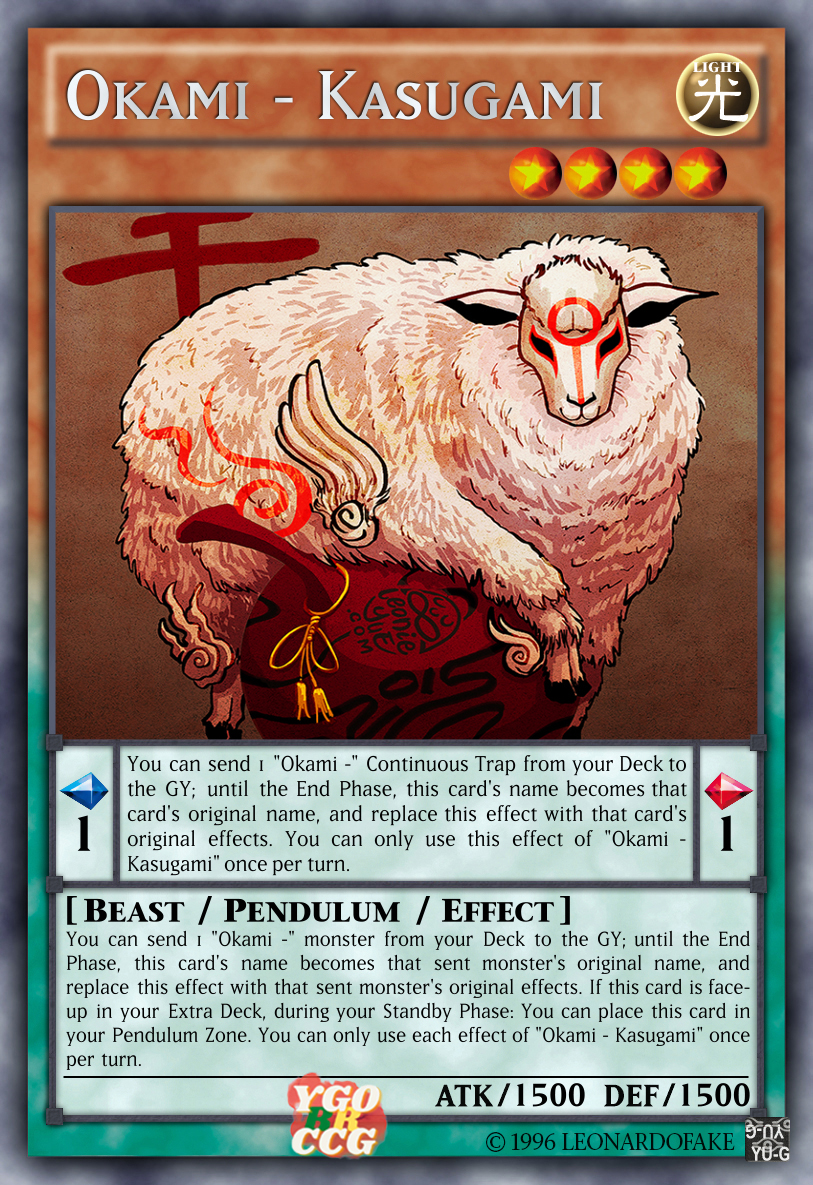 Okami - Kasugami
LIGHT
光
干
LeonieYue
.COM
2015
You can send 1 "Okami -" Continuous Trap from your Deck to
the GY; until the End Phase, this card's name becomes that
card's original name, and replace this effect with that card's
original effects. You can only use this effect of "Okami -
Kasugami" once per turn.
1
1
[ Beast / Pendulum / Effect ]
You can send 1 "Okami -" monster from your Deck to the GY; until the End
Phase, this card's name becomes that sent monster's original name, and
replace this effect with that sent monster's original effects. If this card is face-
up in your Extra Deck, during your Standby Phase: You can place this card in
your Pendulum Zone. You can only use each effect of "Okami - Kasugami" once
per turn.
ATK/1500 DEF/1500
YGO
BR
CCG
© 1996 LEONARDOFAKE
YU-G